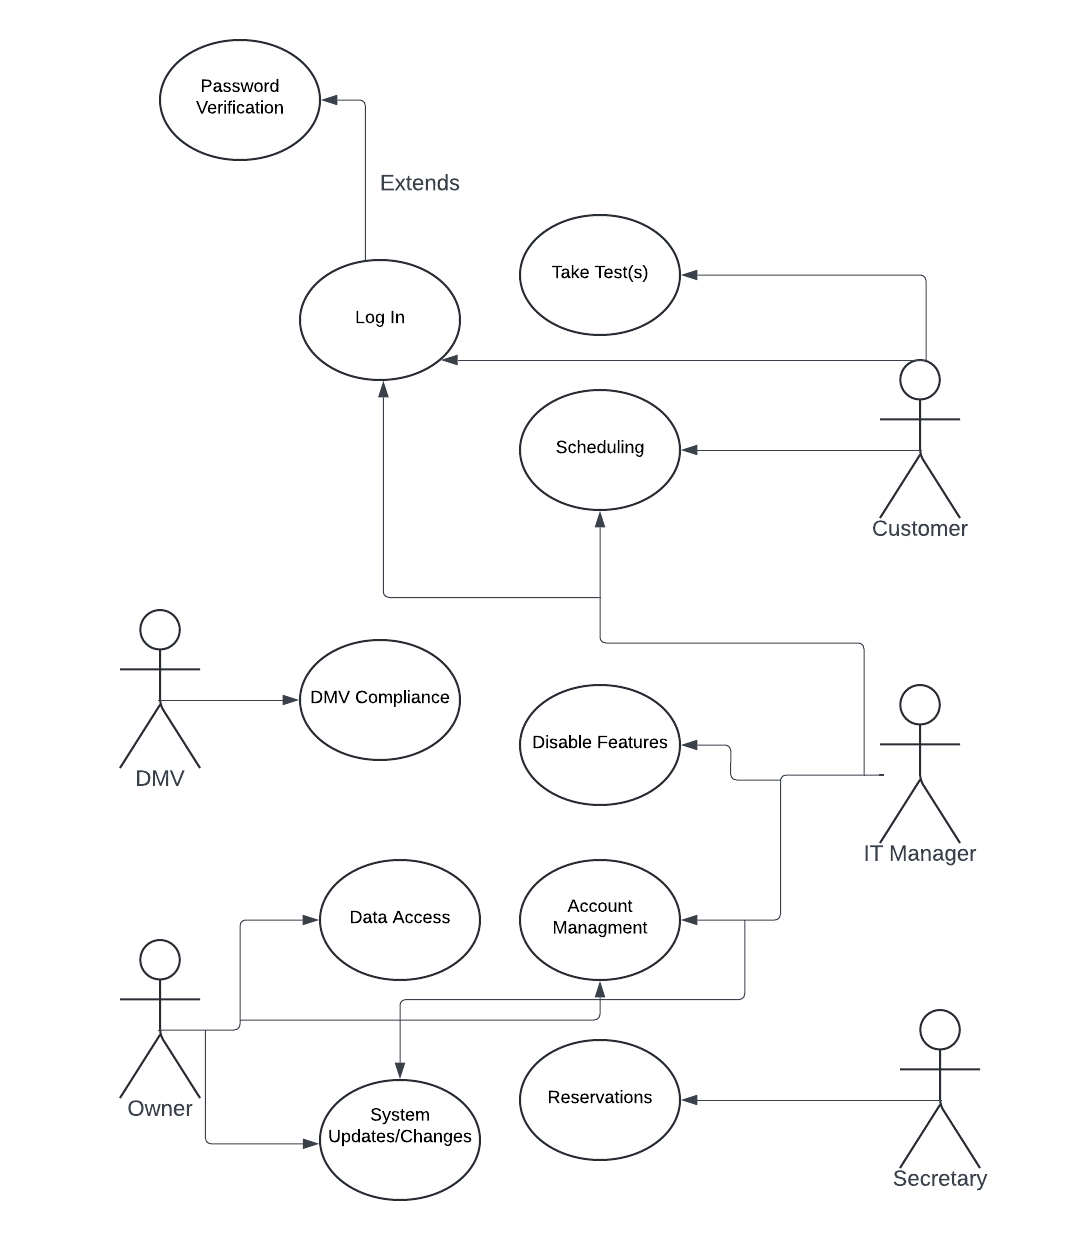 Password
Verification
Extends
Take Test(s)
Log In
Scheduling
Customer
DMV Compliance
DMV
Disable Features
IT Manager
Data Access
Account
Managment
Owner
System
Updates/Changes
Reservations
Secretary